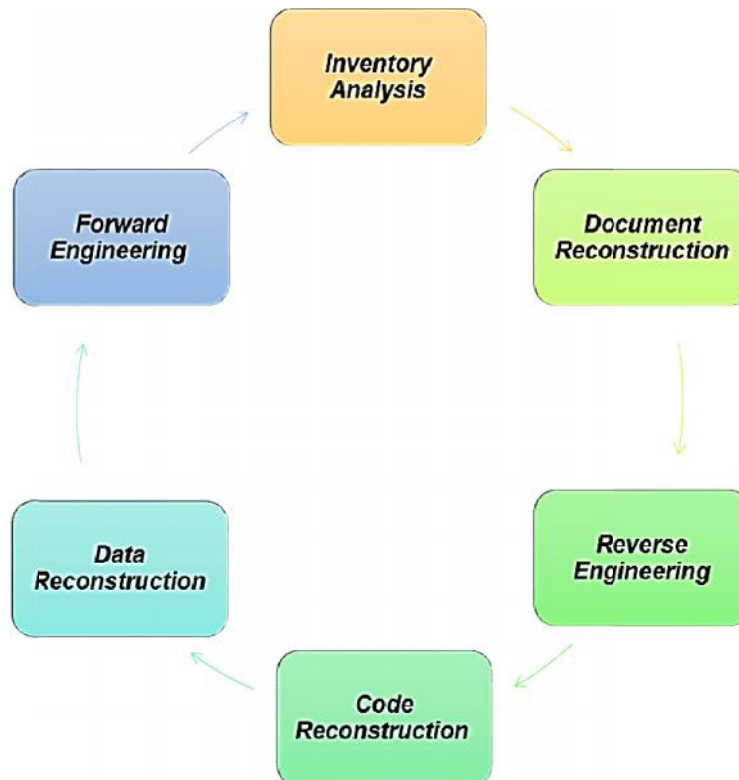 Inventory
Analysis
Document
Reconstruction
Reverse
Engineering
Code
Reconstruction
Data
Reconstruction
Forward
Engineering